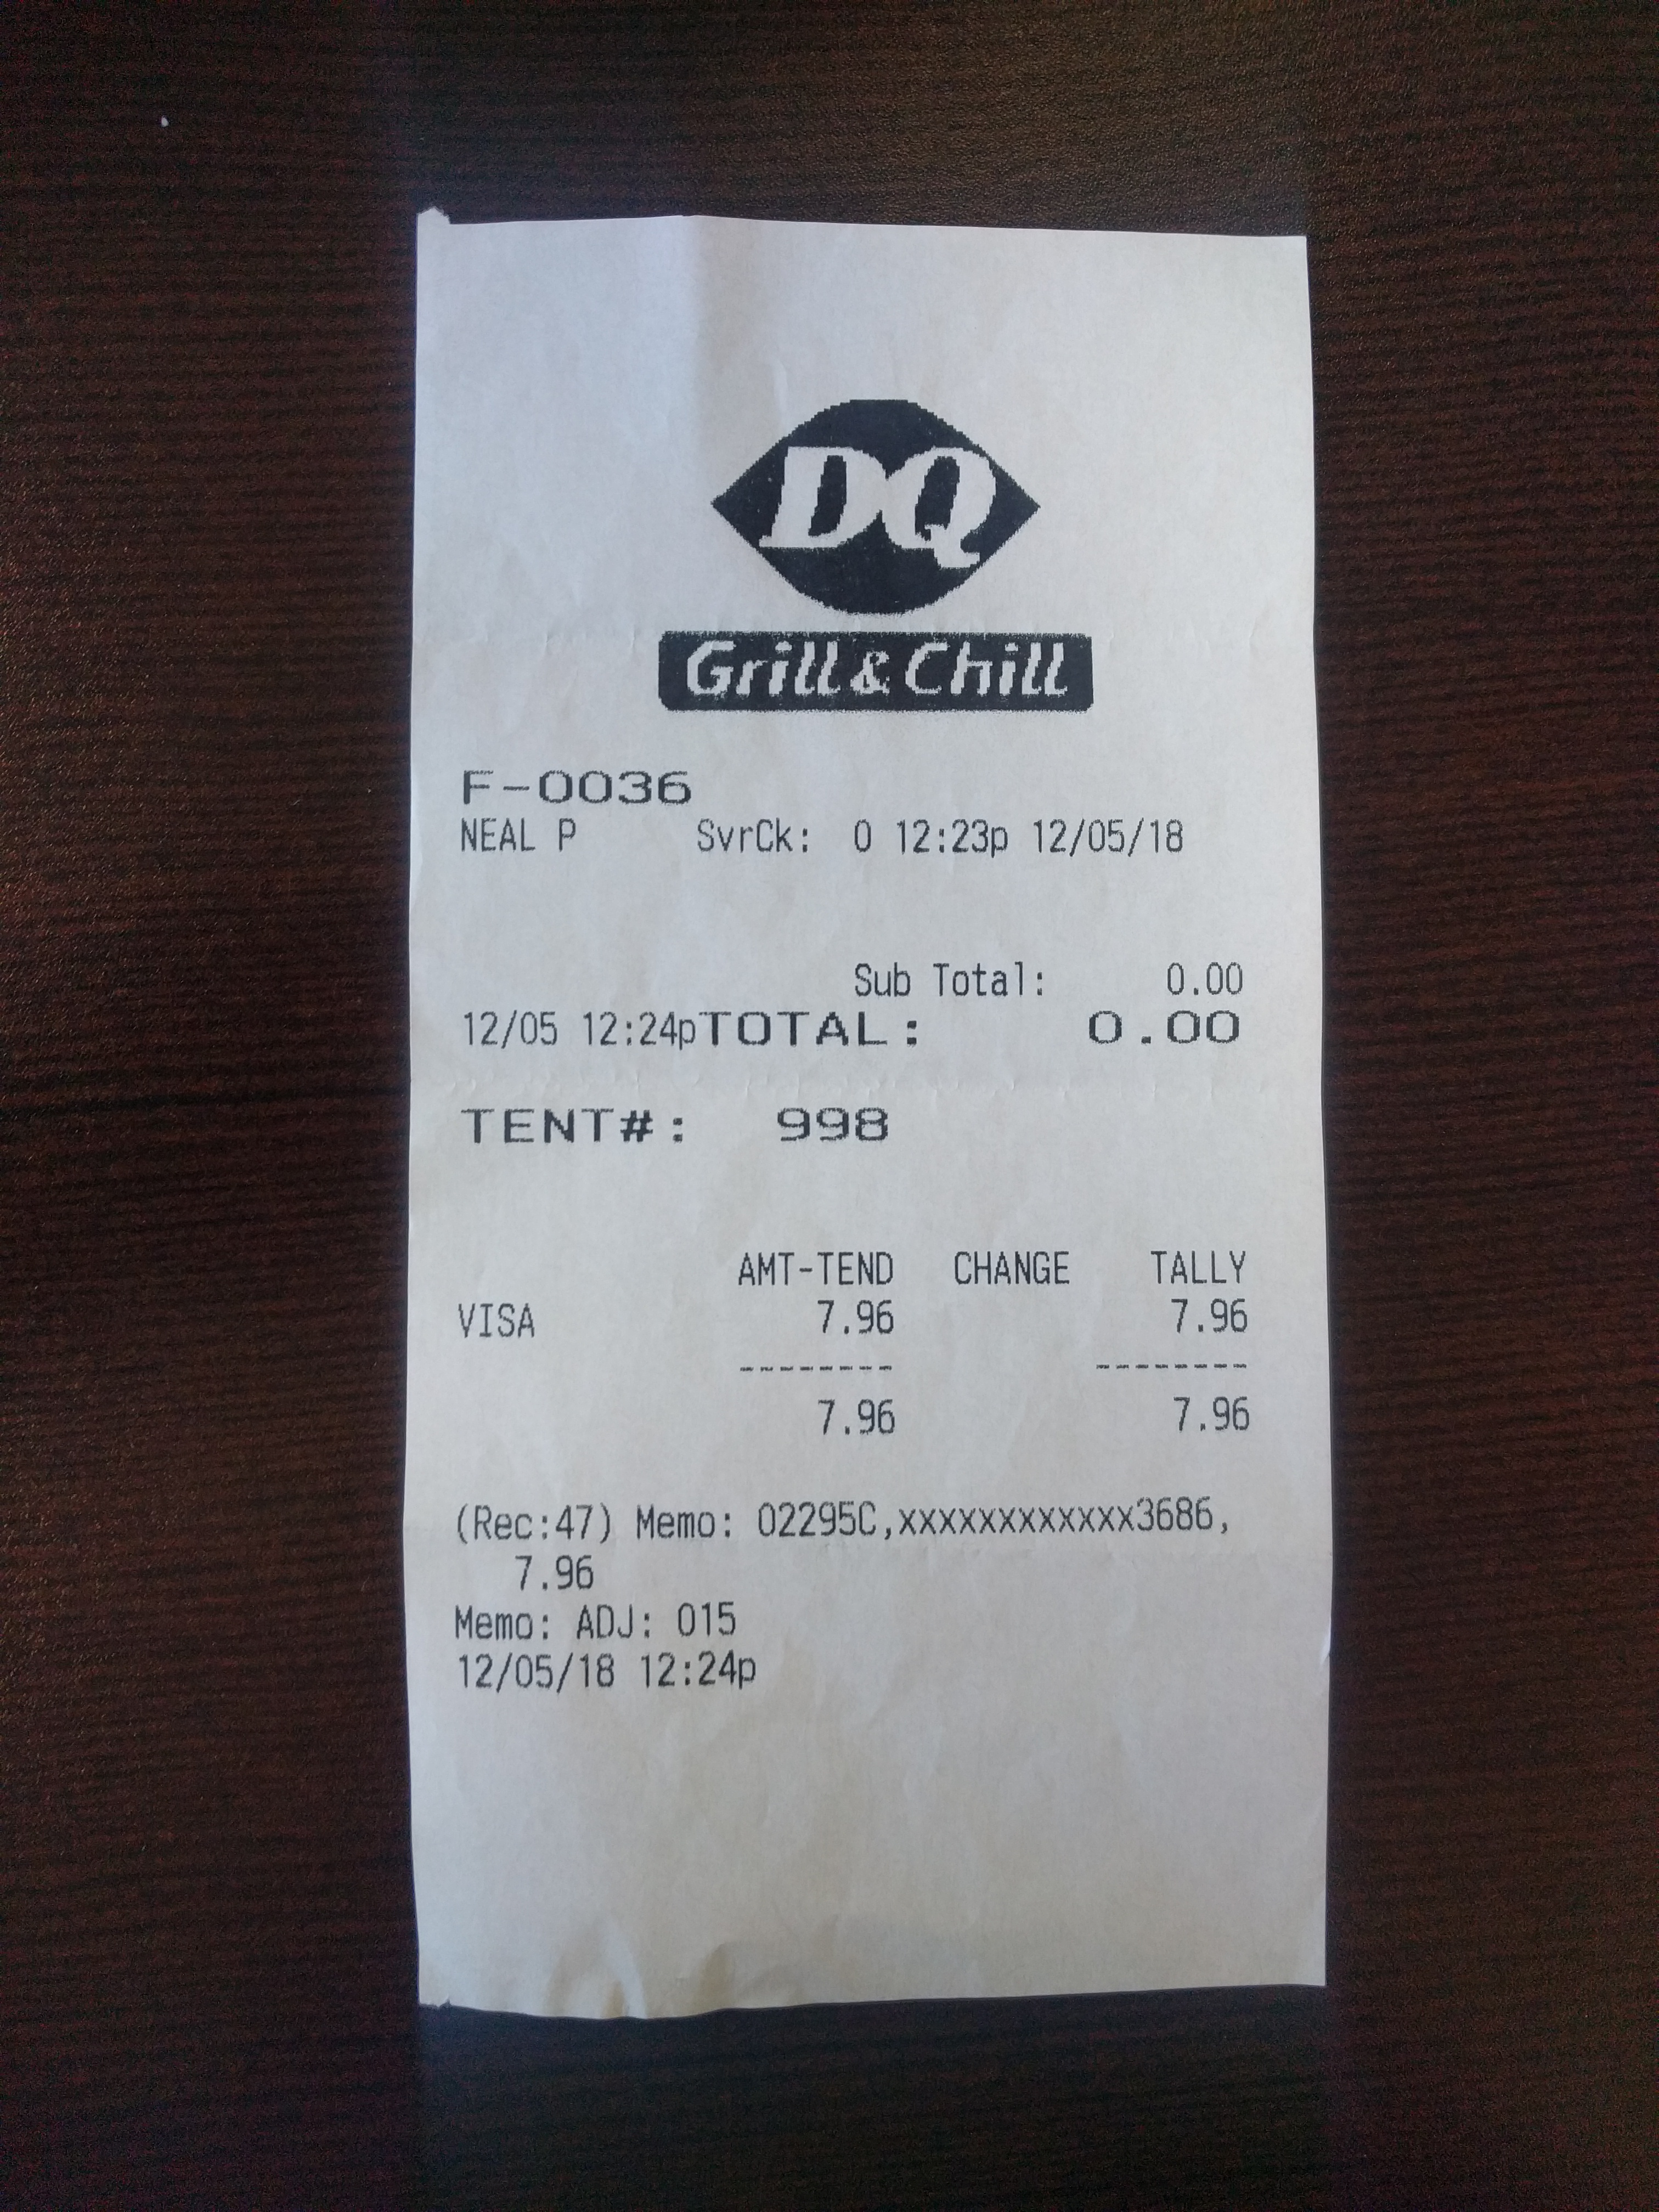 DQ
Grill & Chill
F-0036
NEAL P SvrCk: 0 12:23p 12/05/18
Sub Total: 0.00
12/05 12:24pTOTAL: 0.00
TENT#: 998
AMT-TEND CHANGE TALLY
VISA 7.96 7.96
-------- --------
7.96 7.96
(Rec:47) Memo: 02295C,xxxxxxxxxxxx3686,
7.96
Memo: ADJ: 015
12/05/18 12:24p